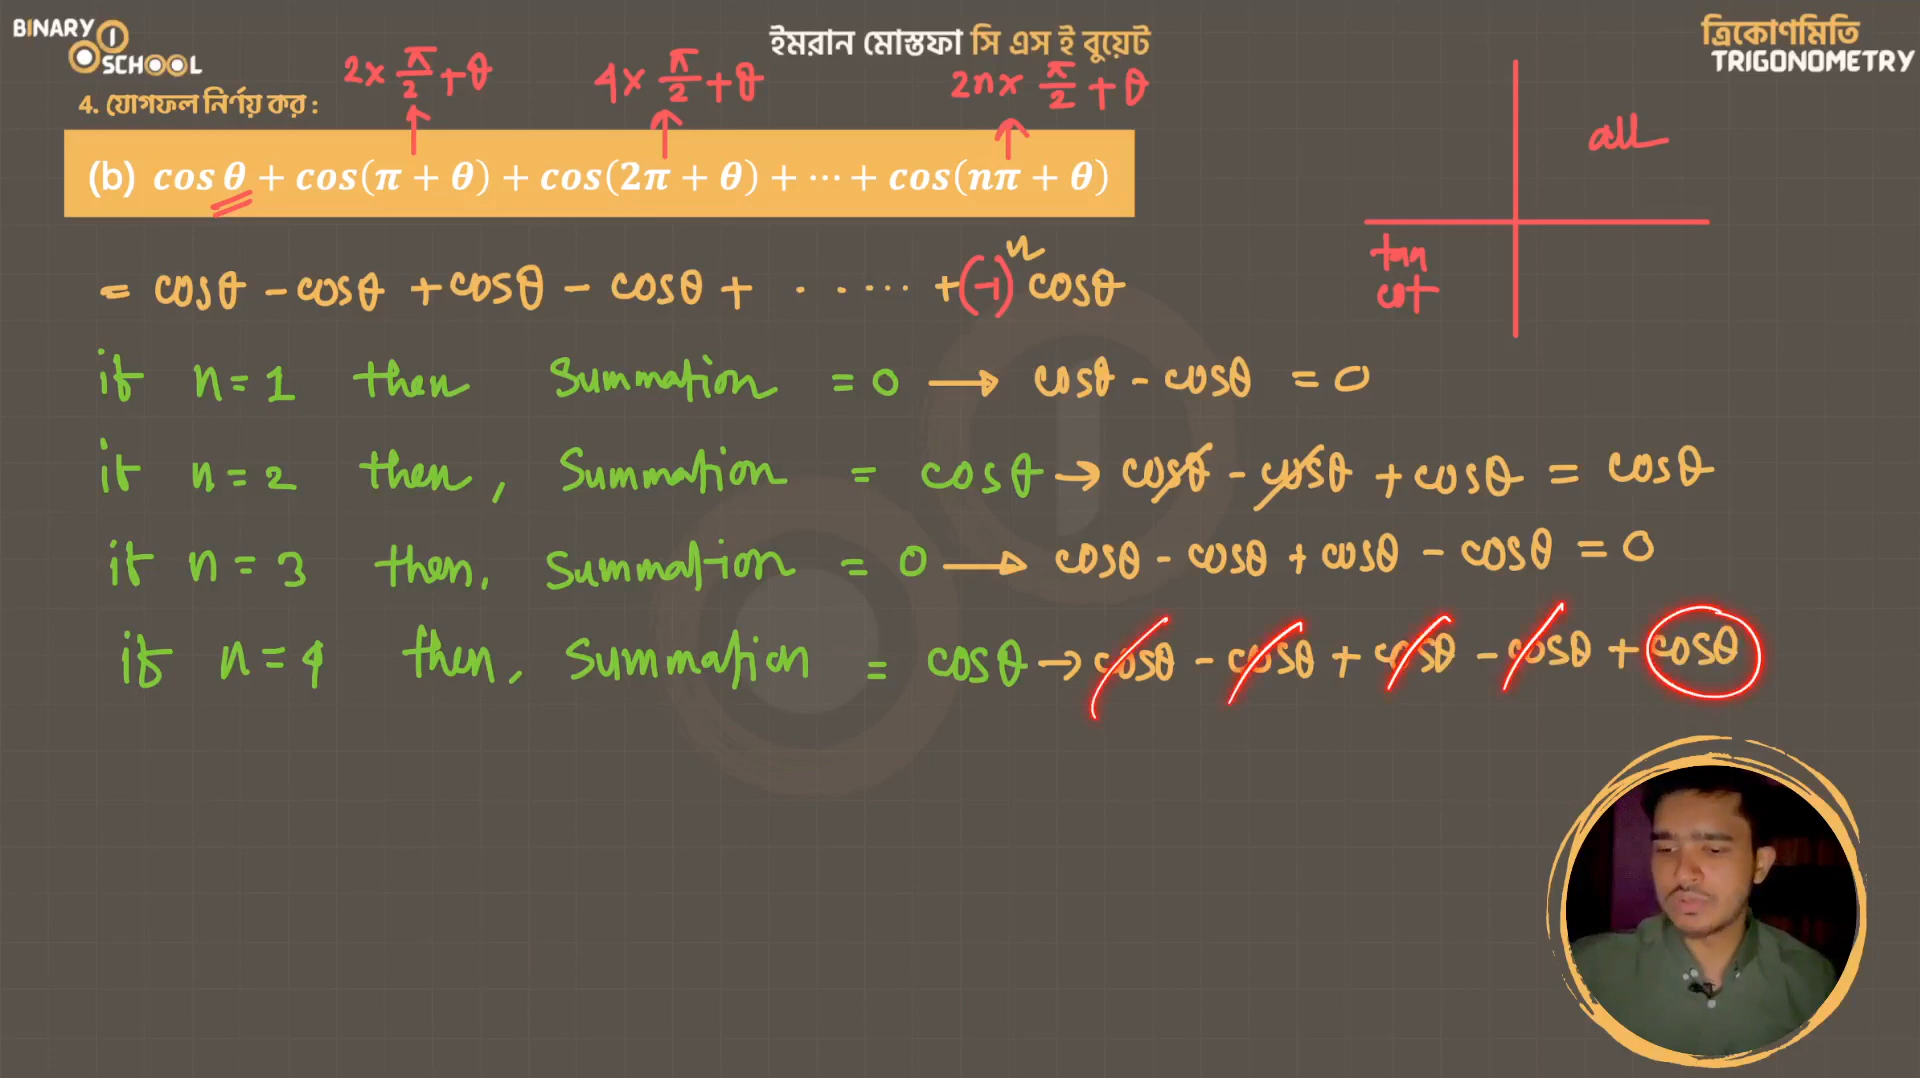 BINARY SCHOOL
ইমরান মোস্তফা সি এস ই বুয়েট
ত্রিকোণমিতি
TRIGONOMETRY
2× π/2 + θ   4× π/2 + θ   2n× π/2 + θ
4. যোগফল নির্ণয় কর :
(b) cos θ + cos(π + θ) + cos(2π + θ) + ⋯ + cos(nπ + θ)
all
tan
cot
= cosθ - cosθ + cosθ - cosθ + ...... + (-1)ⁿ cosθ
if n = 1 then Summation = 0 → cosθ - cosθ = 0
if n = 2 then, Summation = cosθ → cosθ - cosθ + cosθ = cosθ
if n = 3 then, Summation = 0 → cosθ - cosθ + cosθ - cosθ = 0
if n = 4 then, Summation = cosθ → cosθ - cosθ + cosθ - cosθ + cosθ